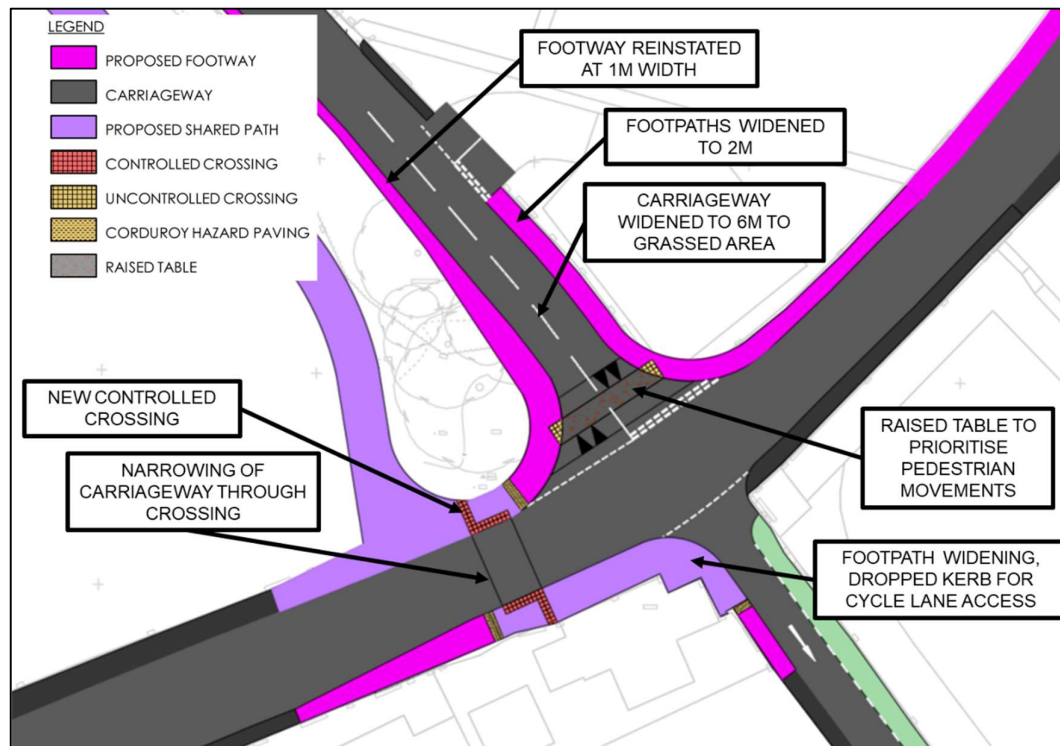 LEGEND
PROPOSED FOOTWAY
CARRIAGEWAY
PROPOSED SHARED PATH
CONTROLLED CROSSING
UNCONTROLLED CROSSING
CORDUROY HAZARD PAVING
RAISED TABLE
FOOTWAY REINSTATED
AT 1M WIDTH
FOOTPATHS WIDENED
TO 2M
CARRIAGEWAY
WIDENED TO 6M TO
GRASSED AREA
NEW CONTROLLED
CROSSING
NARROWING OF
CARRIAGEWAY THROUGH
CROSSING
RAISED TABLE TO
PRIORITISE
PEDESTRIAN
MOVEMENTS
FOOTPATH WIDENING,
DROPPED KERB FOR
CYCLE LANE ACCESS